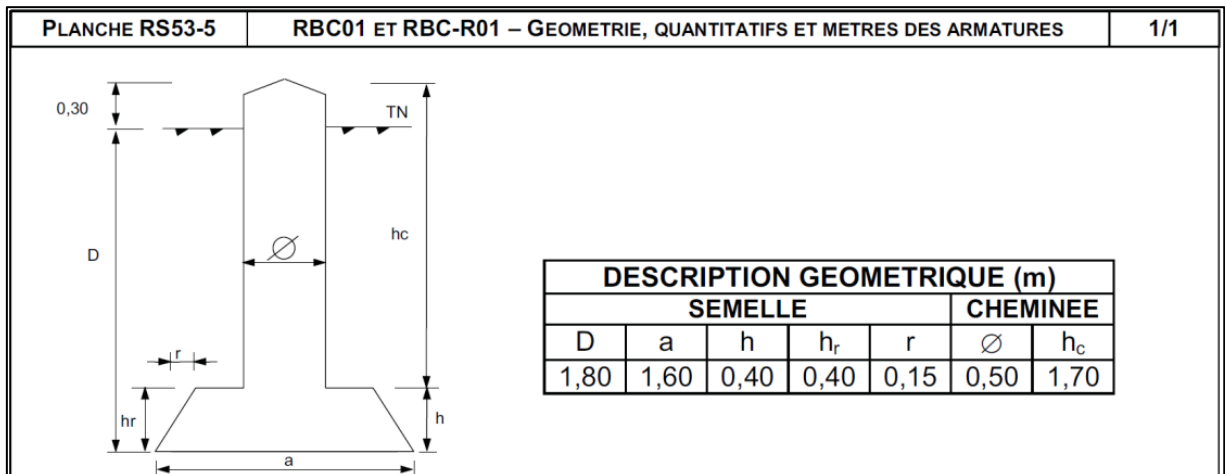 PLANCHE RS53-5 RBC01 ET RBC-R01 – GEOMETRIE, QUANTITATIFS ET METRES DES ARMATURES 1/1
0,30
TN
hc
D
∅
r
hr
h
a
DESCRIPTION GEOMETRIQUE (m)
SEMELLE CHEMINEE
D a h hr r ∅ hc
1,80 1,60 0,40 0,40 0,15 0,50 1,70